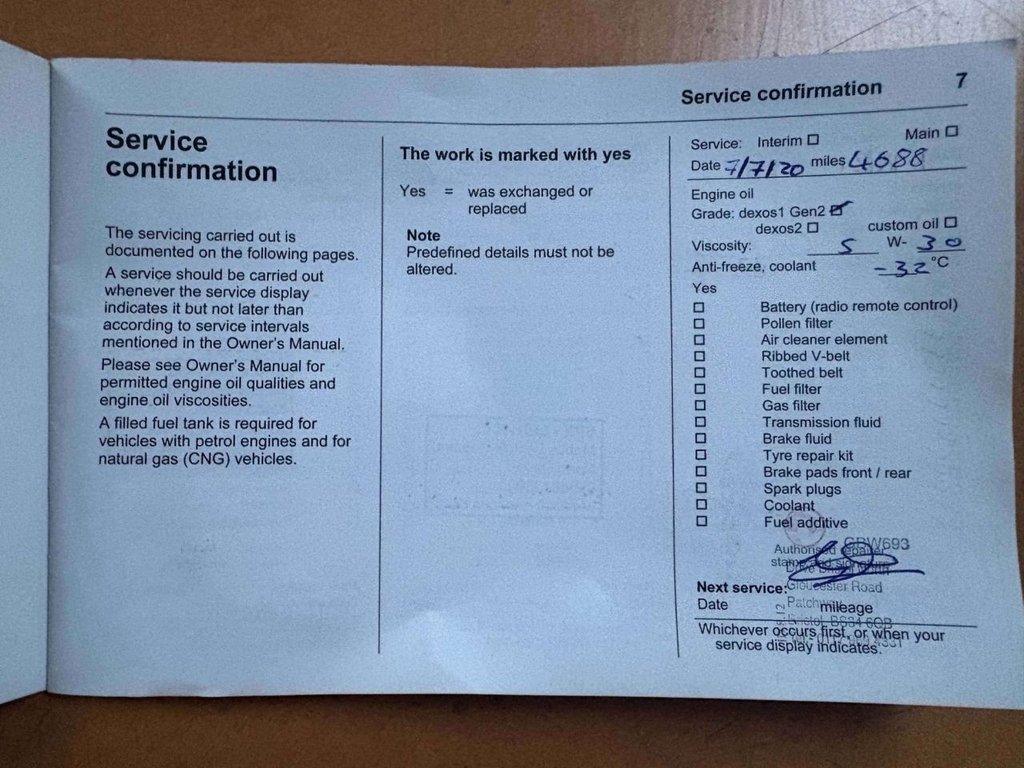 Service confirmation 7
Service
confirmation
The servicing carried out is
documented on the following pages.
A service should be carried out
whenever the service display
indicates it but not later than
according to service intervals
mentioned in the Owner's Manual.
Please see Owner's Manual for
permitted engine oil qualities and
engine oil viscosities.
A filled fuel tank is required for
vehicles with petrol engines and for
natural gas (CNG) vehicles.
The work is marked with yes
Yes = was exchanged or
replaced
Note
Predefined details must not be
altered.
Service: Interim Main
Date 7/7/20 miles 4688
Engine oil
Grade: dexos1 Gen2
dexos2 custom oil
Viscosity: 5 W- 30
Anti-freeze, coolant -32 °C
Yes
Battery (radio remote control)
Pollen filter
Air cleaner element
Ribbed V-belt
Toothed belt
Fuel filter
Gas filter
Transmission fluid
Brake fluid
Tyre repair kit
Brake pads front / rear
Spark plugs
Coolant
Fuel additive
GBW693
Authorised repairer
stamp and signature
Next service: Gloucester Road
Date Patchway mileage
Bristol BS34 6QB
Whichever occurs first, or when your
service display indicates.